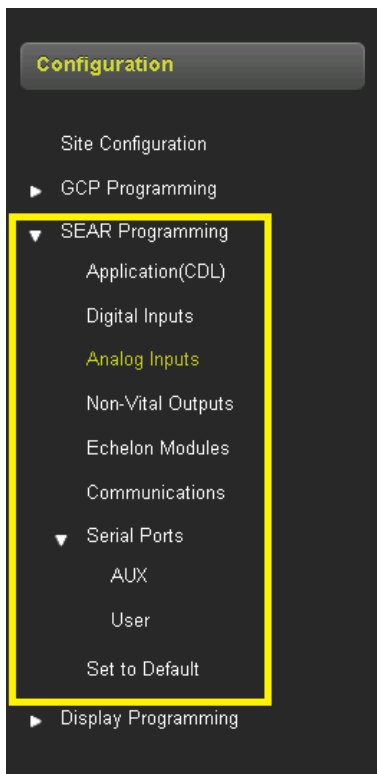 Configuration
Site Configuration
GCP Programming
SEAR Programming
Application(CDL)
Digital Inputs
Analog Inputs
Non-Vital Outputs
Echelon Modules
Communications
Serial Ports
AUX
User
Set to Default
Display Programming